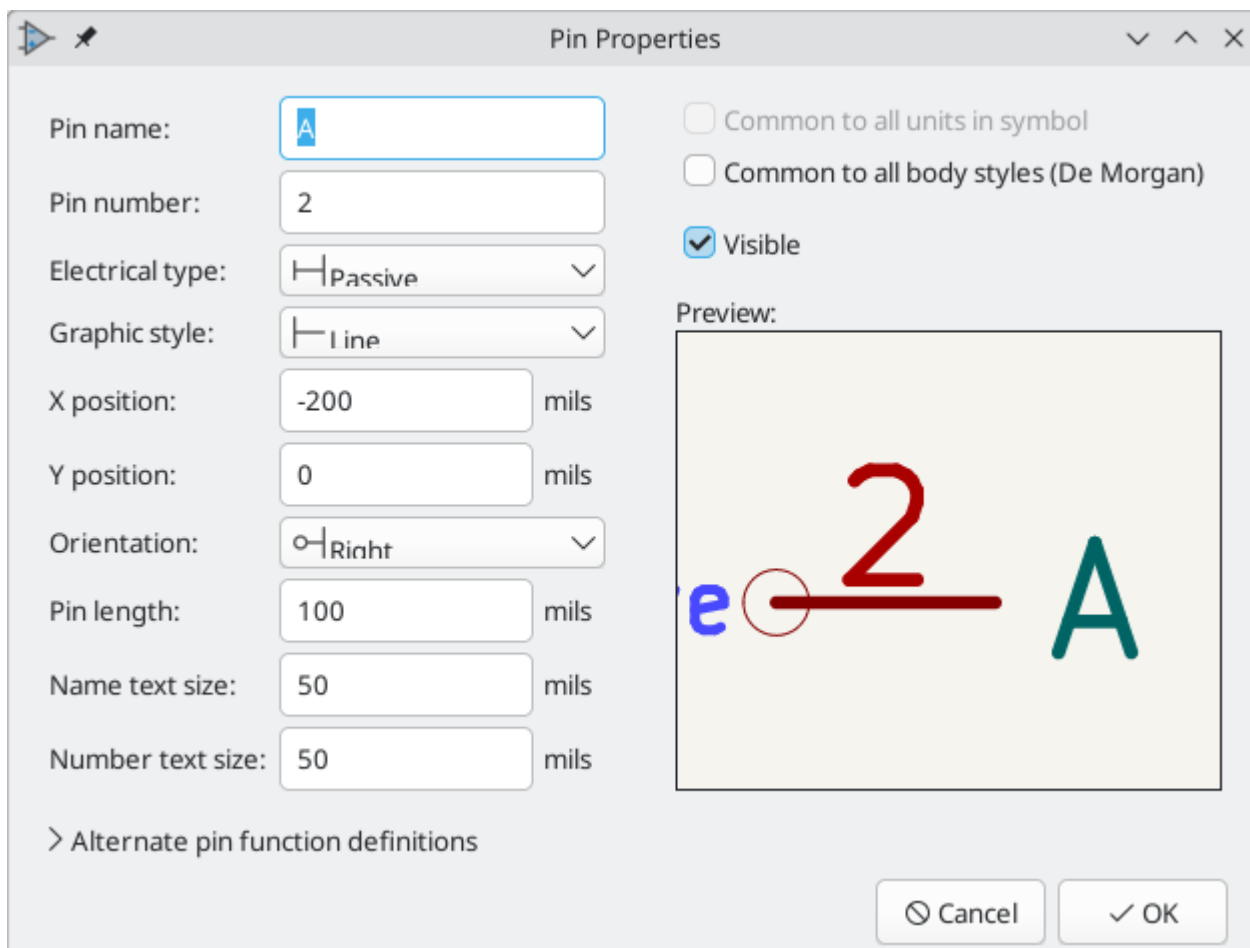 Pin Properties
Pin name:
A
Pin number:
2
Electrical type:
Passive
Graphic style:
Line
X position:
-200
mils
Y position:
0
mils
Orientation:
Right
Pin length:
100
mils
Name text size:
50
mils
Number text size:
50
mils
Alternate pin function definitions
Common to all units in symbol
Common to all body styles (De Morgan)
Visible
Preview:
2
e
A
Cancel
OK